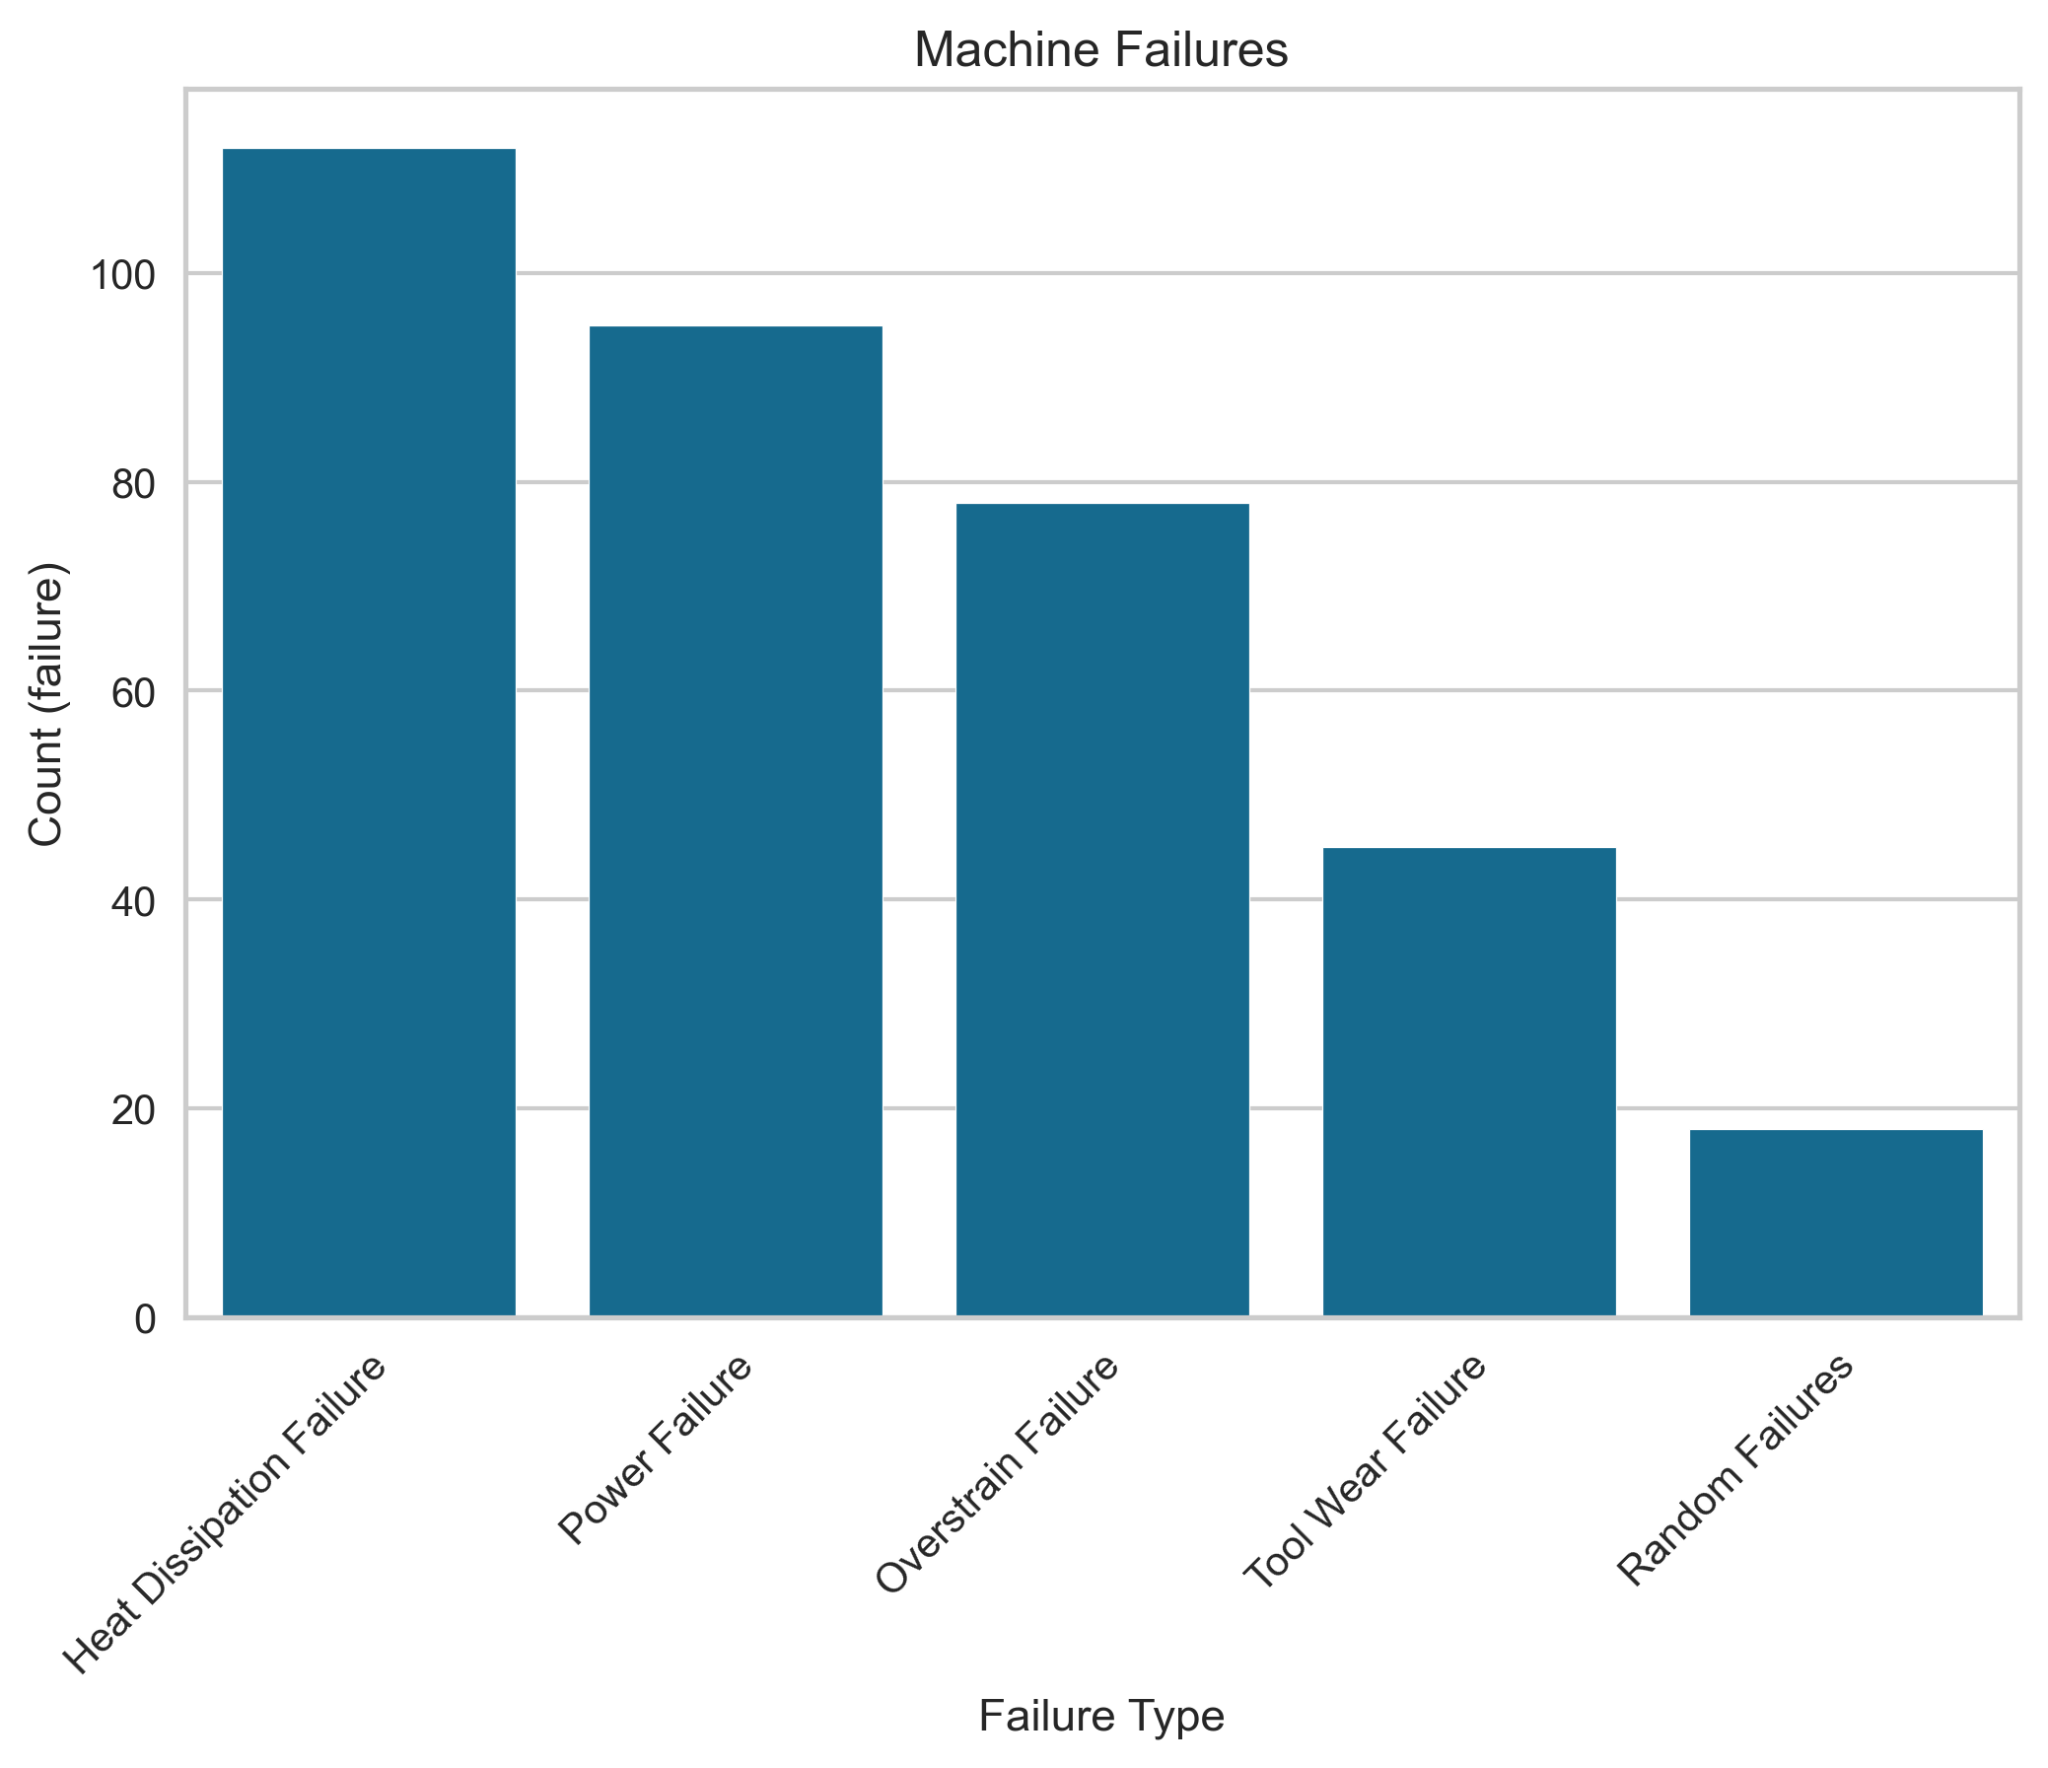 Machine Failures
Count (failure)
100
80
60
40
20
0
Heat Dissipation Failure
Power Failure
Overstrain Failure
Tool Wear Failure
Random Failures
Failure Type